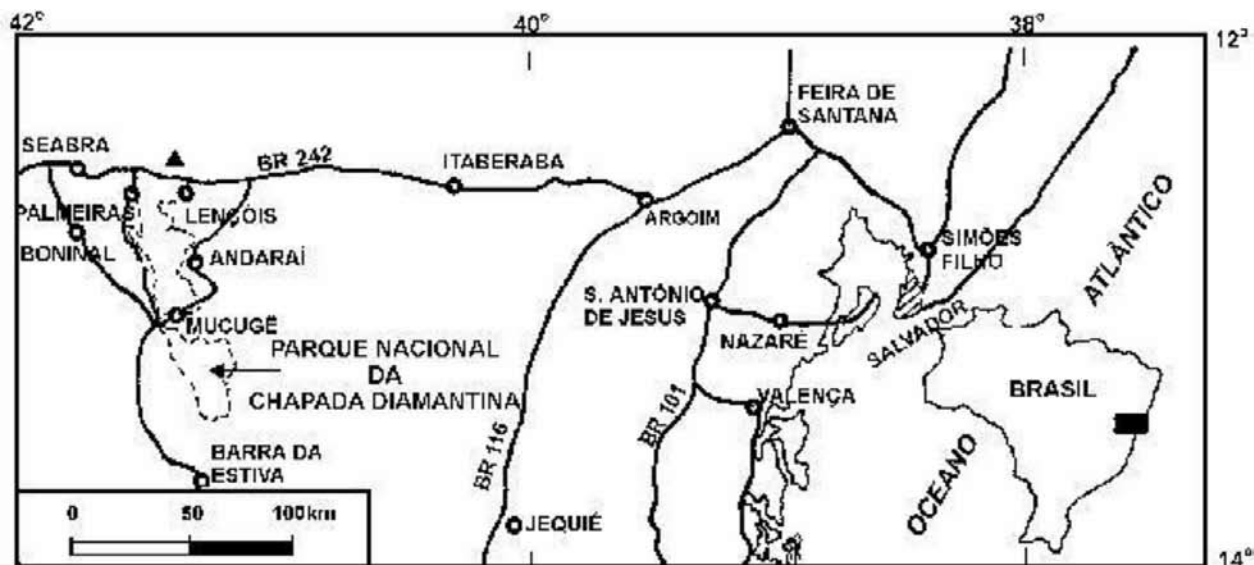 42°
40°
38°
12°
FEIRA DE
SANTANA
SEABRA
BR 242
ITABERABA
PALMEIRAS
LENÇÓIS
ARGOIM
BONINAL
ANDARAÍ
SIMÕES
FILHO
ATLÂNTICO
S. ANTÔNIO
DE JESUS
MUCUGÊ
NAZARÉ
SALVADOR
PARQUE NACIONAL
DA
CHAPADA DIAMANTINA
VALENÇA
BRASIL
BR 116
BR 101
OCEANO
BARRA DA
ESTIVA
0 50 100km
JEQUIÉ
14°